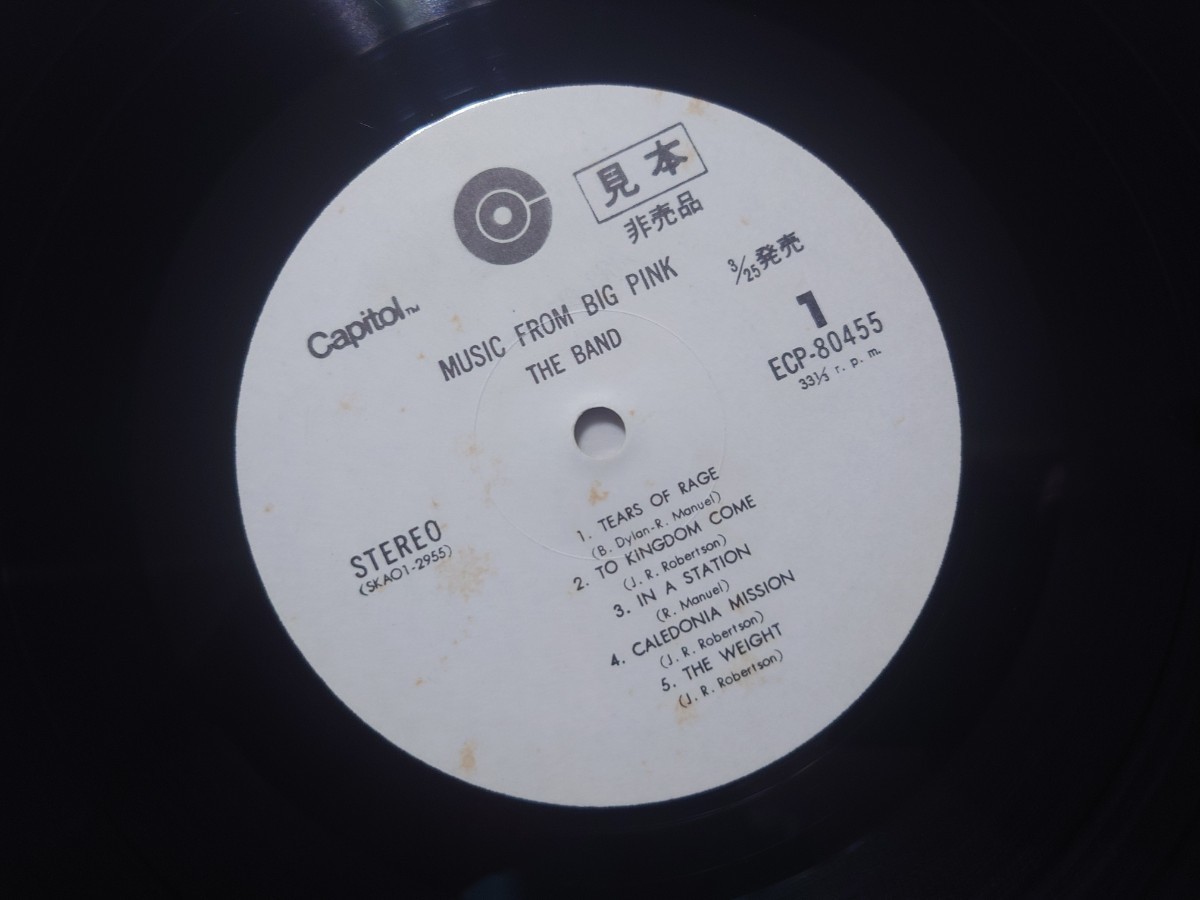 見本
非売品
Capitol™
MUSIC FROM BIG PINK
THE BAND
3/25発売
1
ECP-80455
33⅓ r. p. m.
STEREO
(SKAO1-2955)
1. TEARS OF RAGE
(B. Dylan-R. Manuel)
2. TO KINGDOM COME
(J. R. Robertson)
3. IN A STATION
(R. Manuel)
4. CALEDONIA MISSION
(J. R. Robertson)
5. THE WEIGHT
(J. R. Robertson)